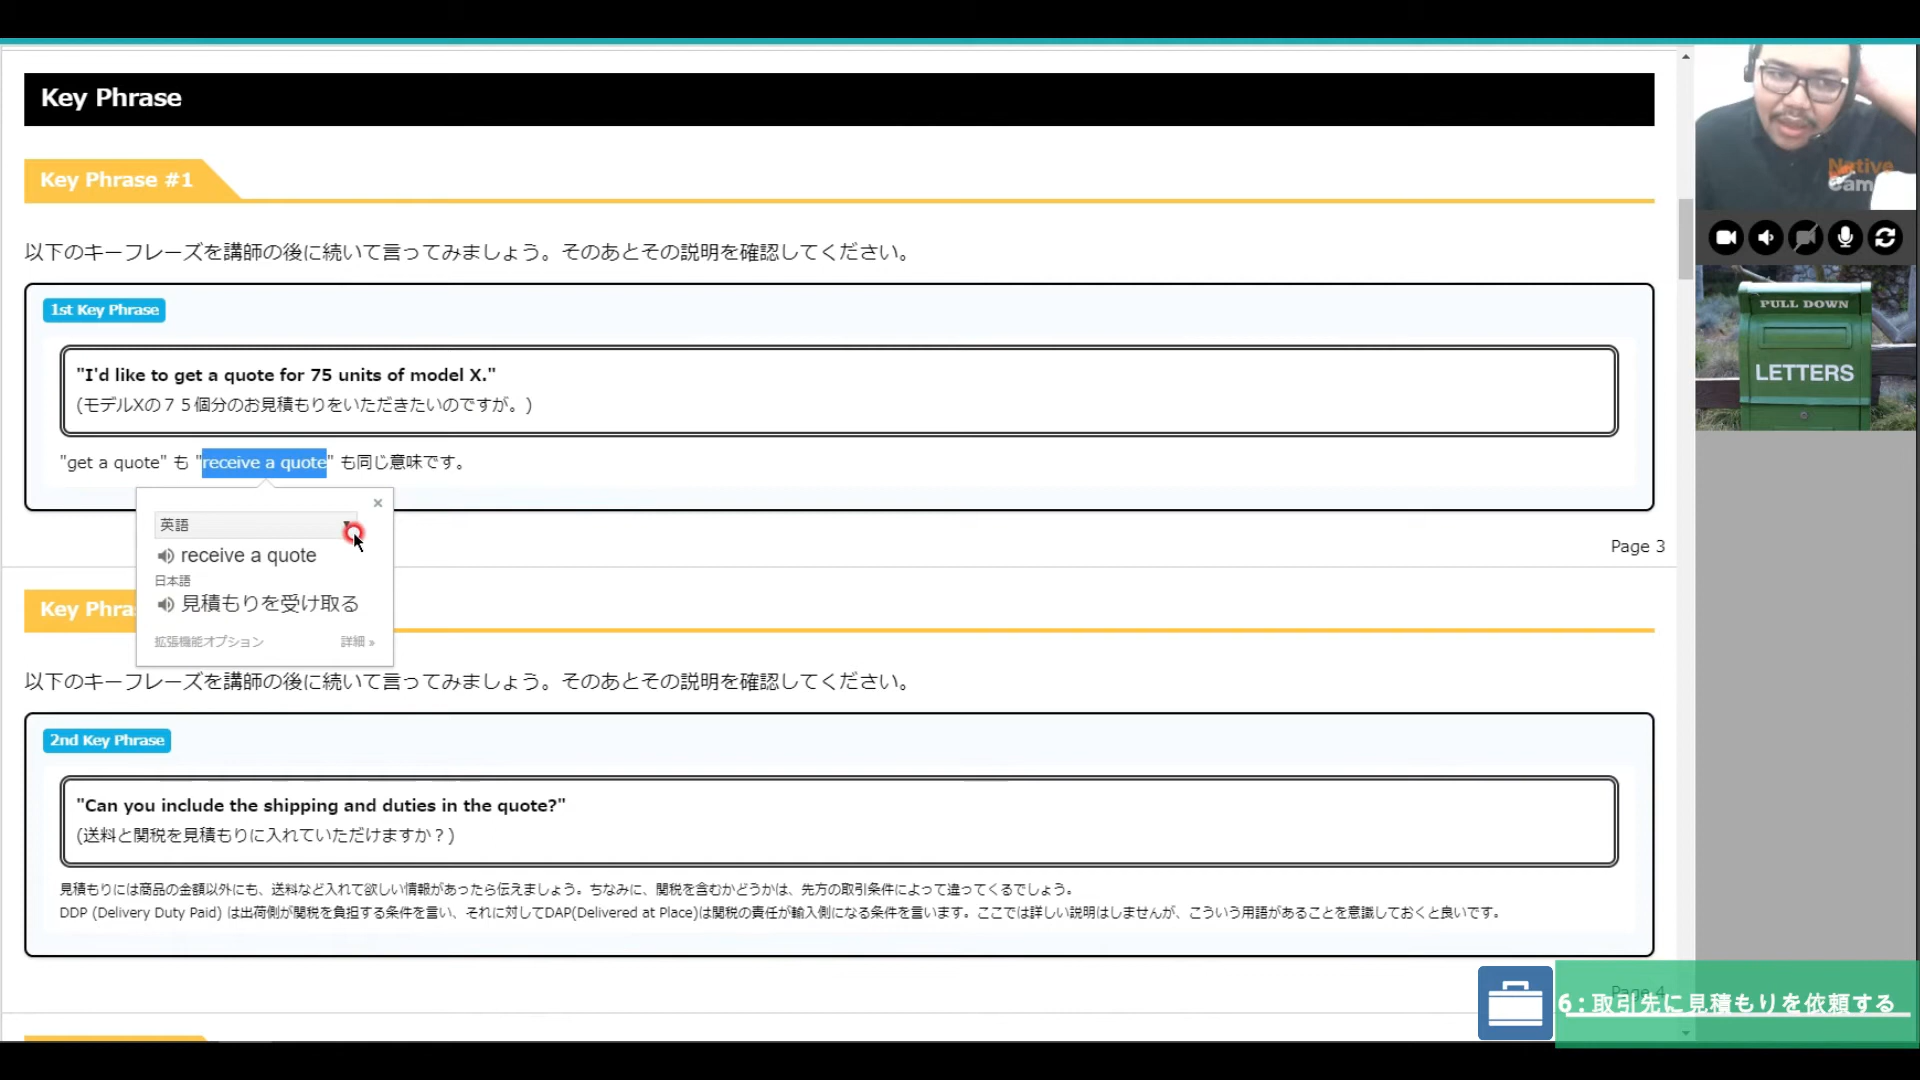 Key Phrase
Key Phrase #1
以下のキーフレーズを講師の後に続いて言ってみましょう。そのあとその説明を確認してください。
1st Key Phrase
"I'd like to get a quote for 75 units of model X."
(モデルXの７５個分のお見積もりをいただきたいのですが。)
"get a quote" も "receive a quote" も同じ意味です。
英語
receive a quote
日本語
見積もりを受け取る
拡張機能オプション 詳細 »
Page 3
Key Phra
以下のキーフレーズを講師の後に続いて言ってみましょう。そのあとその説明を確認してください。
2nd Key Phrase
"Can you include the shipping and duties in the quote?"
(送料と関税を見積もりに入れていただけますか？)
見積もりには商品の金額以外にも、送料など入れて欲しい情報があったら伝えましょう。ちなみに、関税を含むかどうかは、先方の取引条件によって違ってくるでしょう。
DDP (Delivery Duty Paid) は出荷側が関税を負担する条件を言い、それに対してDAP(Delivered at Place)は関税の責任が輸入側になる条件を言います。ここでは詳しい説明はしませんが、こういう用語があることを意識しておくと良いです。
Page 4
6：取引先に見積もりを依頼する
Native
Camp
PULL DOWN
LETTERS